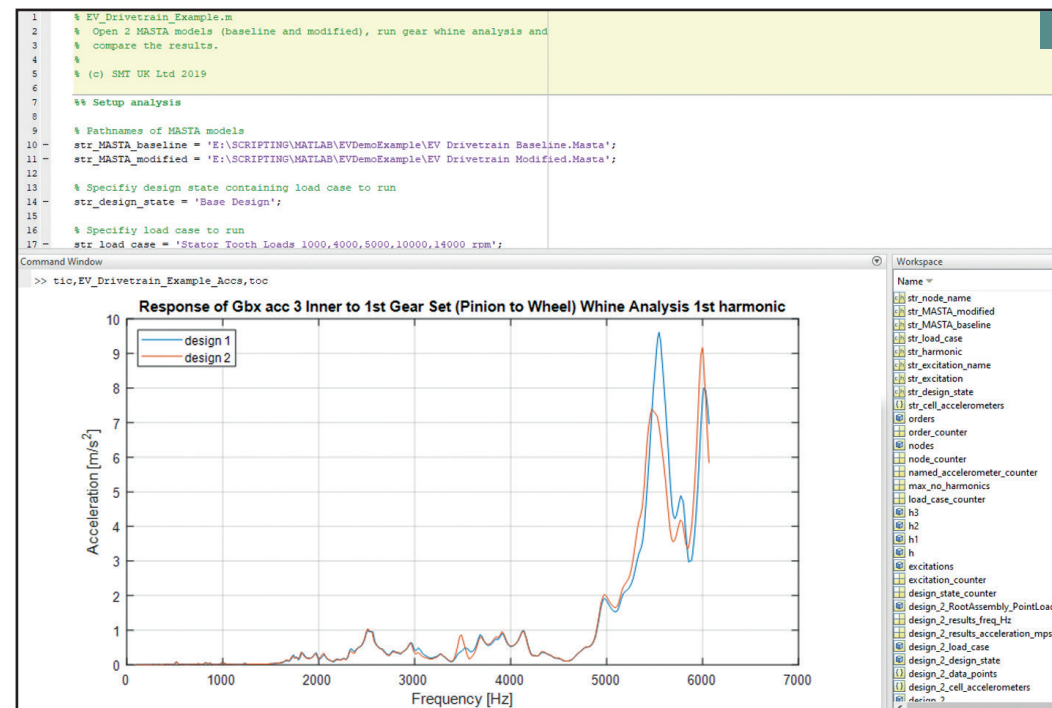 1 % EV_Drivetrain_Example.m
2 % Open 2 MASTA models (baseline and modified), run gear whine analysis and
3 % compare the results.
4 %
5 % (c) SMT UK Ltd 2019
6
7 %% Setup analysis
8
9 % Pathnames of MASTA models
10 – str_MASTA_baseline = 'E:\SCRIPTING\MATLAB\EVDemoExample\EV Drivetrain Baseline.Masta';
11 – str_MASTA_modified = 'E:\SCRIPTING\MATLAB\EVDemoExample\EV Drivetrain Modified.Masta';
12
13 % Specifiy design state containing load case to run
14 – str_design_state = 'Base Design';
15
16 % Specifiy load case to run
17 – str_load_case = 'Stator Tooth Loads 1000,4000,5000,10000,14000 rpm';
Command Window
>> tic,EV_Drivetrain_Example_Accs,toc
Response of Gbx acc 3 Inner to 1st Gear Set (Pinion to Wheel) Whine Analysis 1st harmonic
design 1
design 2
Acceleration [m/s²]
10
9
8
7
6
5
4
3
2
1
0
0 1000 2000 3000 4000 5000 6000 7000
Frequency [Hz]
Workspace
Name
str_node_name
str_MASTA_modified
str_MASTA_baseline
str_load_case
str_harmonic
str_excitation_name
str_excitation
str_design_state
str_cell_accelerometers
orders
order_counter
nodes
node_counter
named_accelerometer_counter
max_no_harmonics
load_case_counter
h3
h2
h1
h
excitations
excitation_counter
design_state_counter
design_2_RootAssembly_PointLoad
design_2_results_freq_Hz
design_2_results_acceleration_mps
design_2_load_case
design_2_design_state
design_2_data_points
design_2_cell_accelerometers
design_2